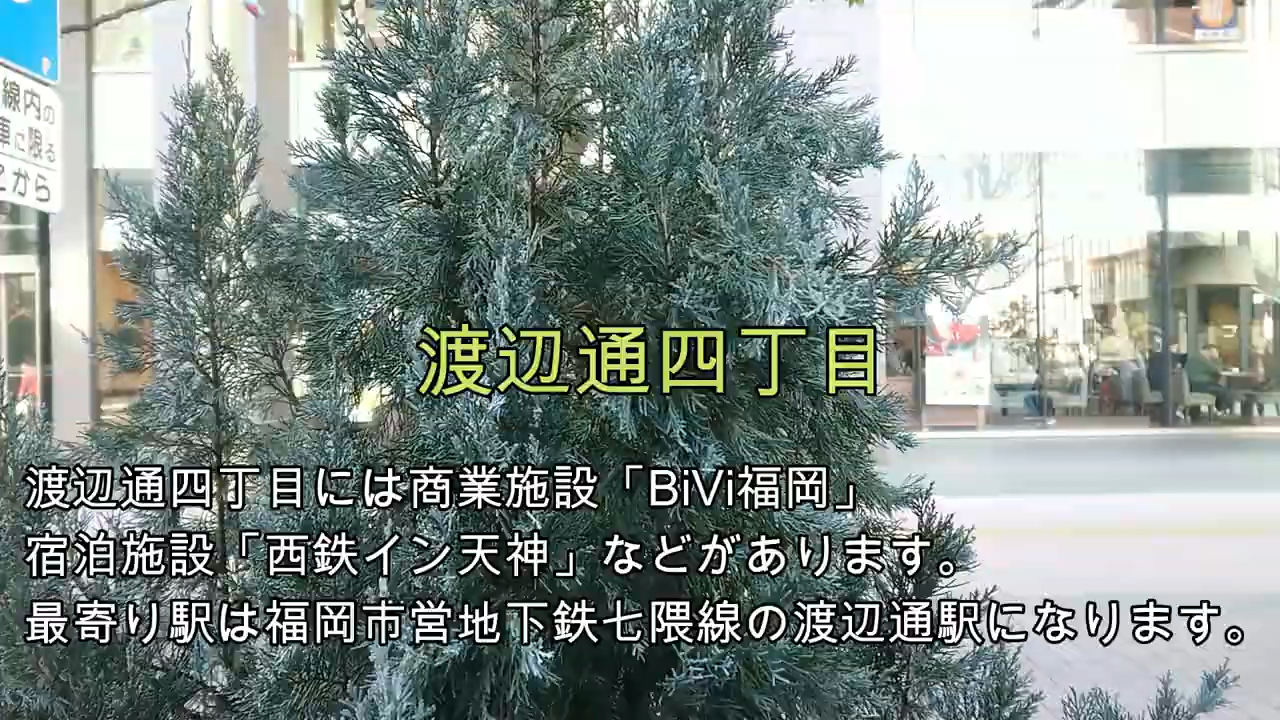 線内の
車に限る
こから
渡辺通四丁目
渡辺通四丁目には商業施設「BiVi福岡」
宿泊施設「西鉄イン天神」などがあります。
最寄り駅は福岡市営地下鉄七隈線の渡辺通駅になります。